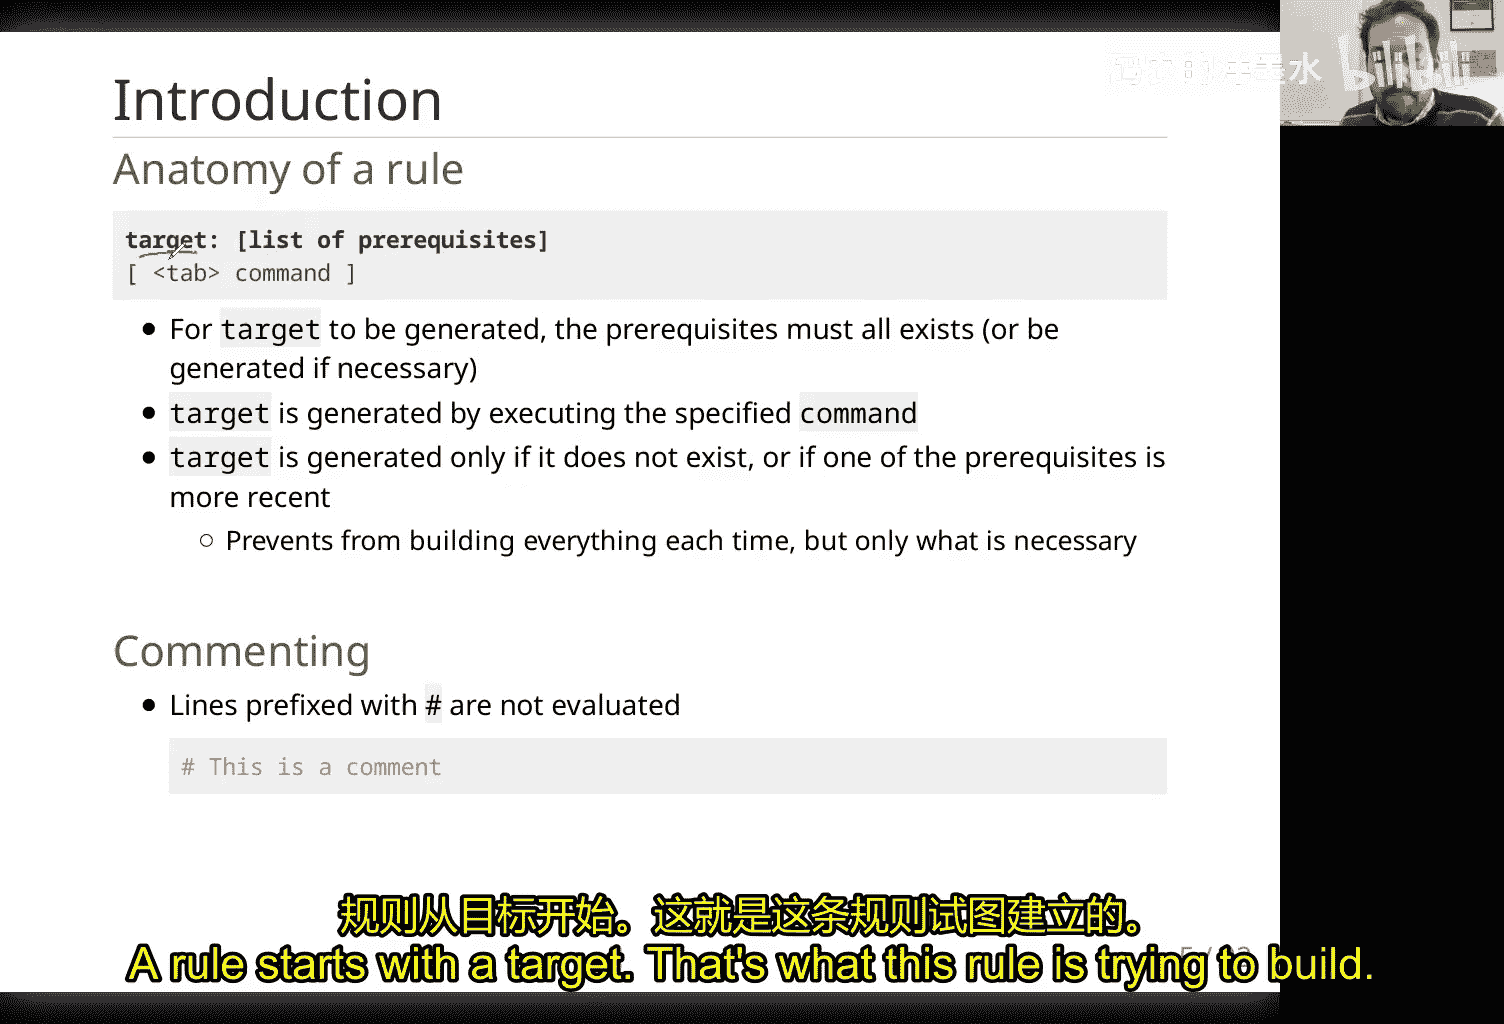 Introduction
Anatomy of a rule
target: [list of prerequisites]
[ <tab> command ]
For target to be generated, the prerequisites must all exists (or be
generated if necessary)
target is generated by executing the specified command
target is generated only if it does not exist, or if one of the prerequisites is
more recent
Prevents from building everything each time, but only what is necessary
Commenting
Lines prefixed with # are not evaluated
# This is a comment
规则从目标开始。这就是这条规则试图建立的。
A rule starts with a target. That's what this rule is trying to build.
bilibili